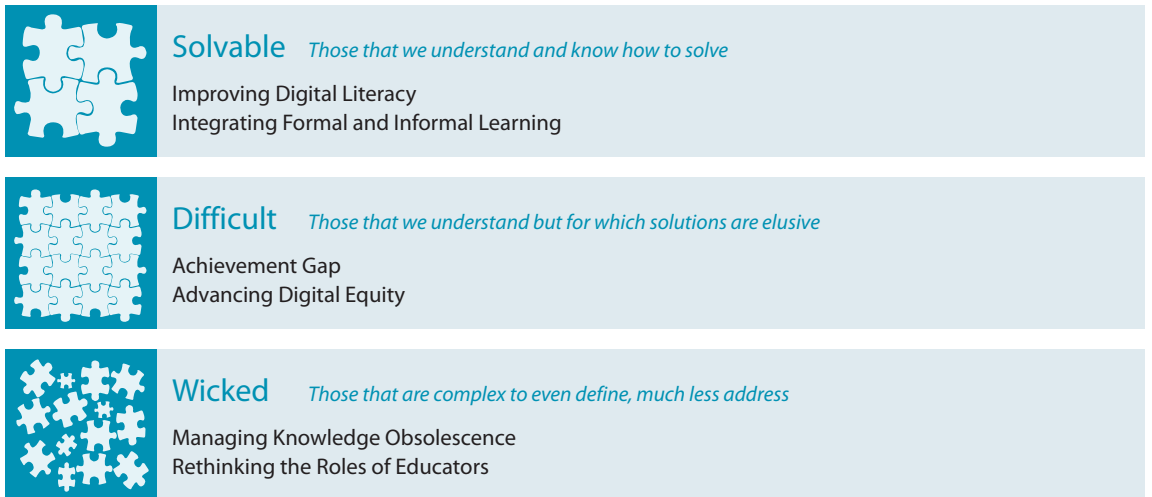 Solvable Those that we understand and know how to solve
Improving Digital Literacy
Integrating Formal and Informal Learning
Difficult Those that we understand but for which solutions are elusive
Achievement Gap
Advancing Digital Equity
Wicked Those that are complex to even define, much less address
Managing Knowledge Obsolescence
Rethinking the Roles of Educators